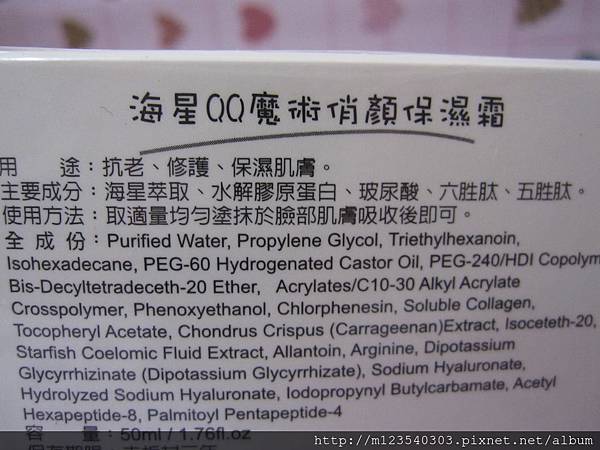 海星QQ魔術俏顏保濕霜
用　　途：抗老、修護、保濕肌膚。
主要成分：海星萃取、水解膠原蛋白、玻尿酸、六胜肽、五胜肽。
使用方法：取適量均勻塗抹於臉部肌膚吸收後即可。
全 成 份：Purified Water, Propylene Glycol, Triethylhexanoin,
Isohexadecane, PEG-60 Hydrogenated Castor Oil, PEG-240/HDI Copolym
Bis-Decyltetradeceth-20 Ether, Acrylates/C10-30 Alkyl Acrylate
Crosspolymer, Phenoxyethanol, Chlorphenesin, Soluble Collagen,
Tocopheryl Acetate, Chondrus Crispus (Carrageenan)Extract, Isoceteth-20,
Starfish Coelomic Fluid Extract, Allantoin, Arginine, Dipotassium
Glycyrrhizinate (Dipotassium Glycyrrhizate), Sodium Hyaluronate,
Hydrolyzed Sodium Hyaluronate, Iodopropynyl Butylcarbamate, Acetyl
Hexapeptide-8, Palmitoyl Pentapeptide-4
容　　量：50ml / 1.76fl.oz
http://m123540303.pixnet.net/album